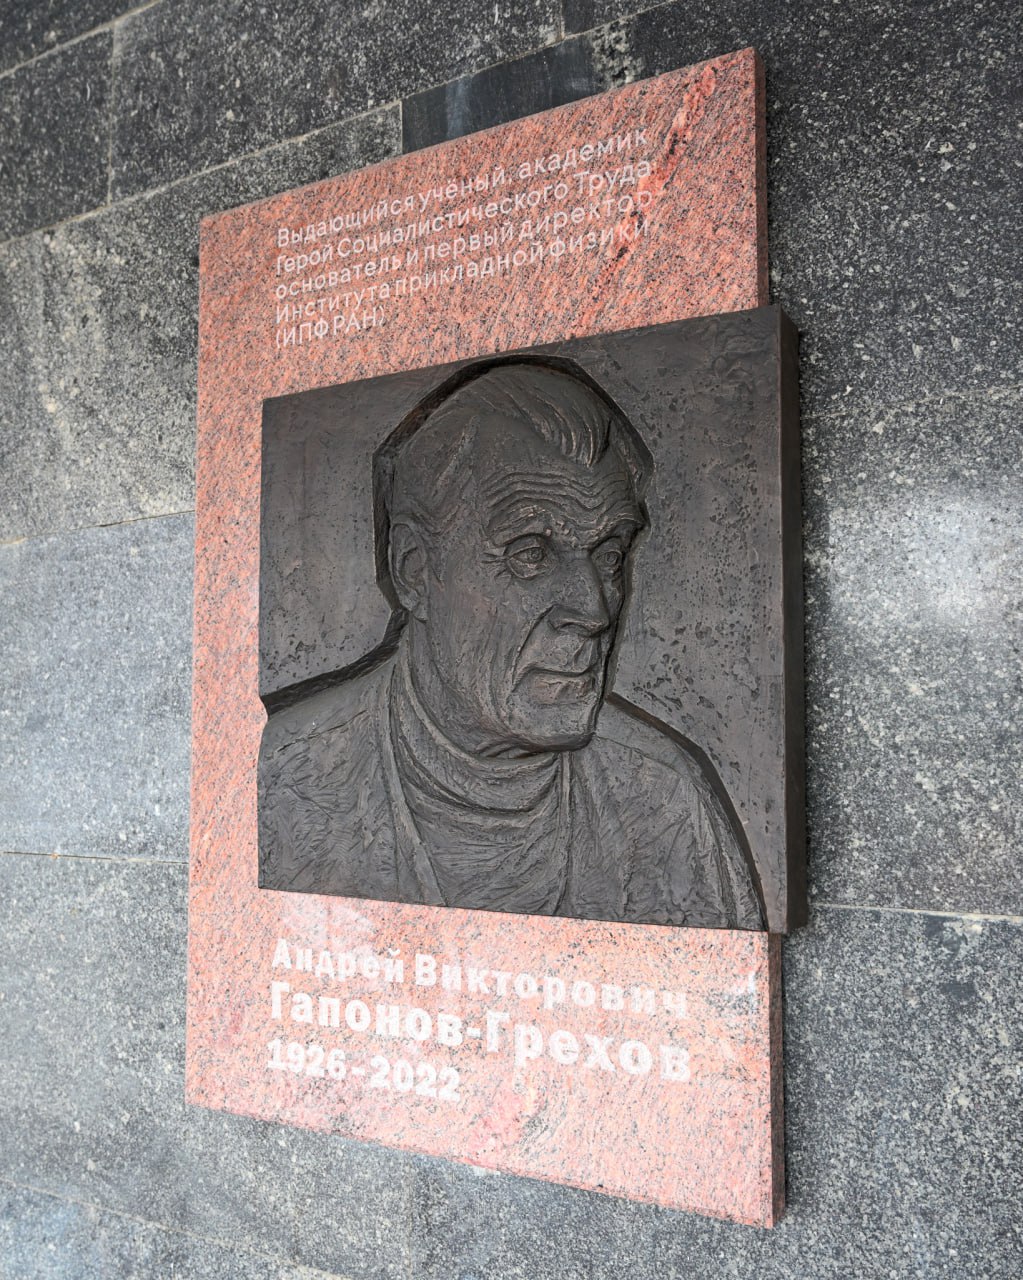 Выдающийся учёный, академик
Герой Социалистического Труда
основатель и первый директор
Института прикладной физики
(ИПФ РАН)
Андрей Викторович
Гапонов-Грехов
1926-2022